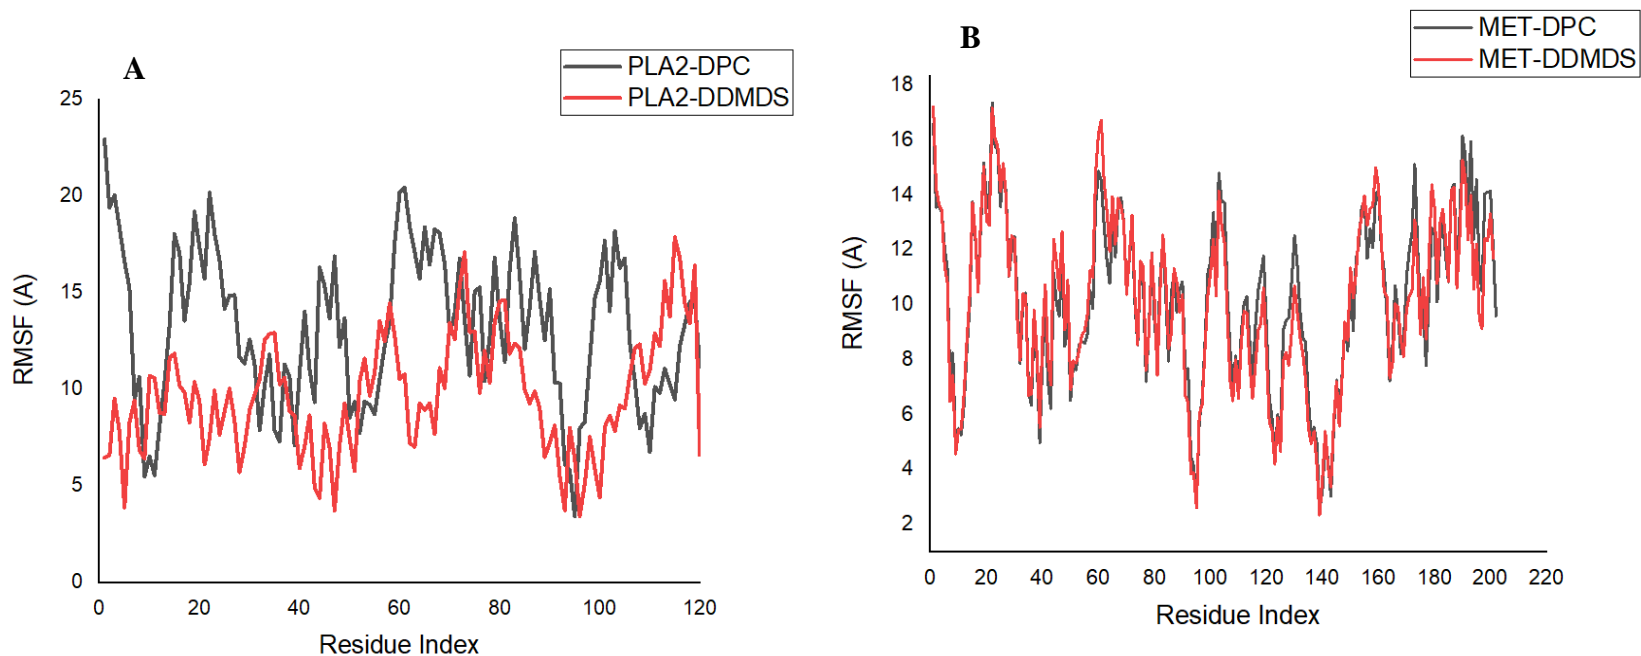 A
PLA2-DPC
PLA2-DDMDS
25
20
15
10
5
0
RMSF (A)
0 20 40 60 80 100 120
Residue Index
B
MET-DPC
MET-DDMDS
18
16
14
12
10
8
6
4
2
RMSF (A)
0 20 40 60 80 100 120 140 160 180 200 220
Residue Index